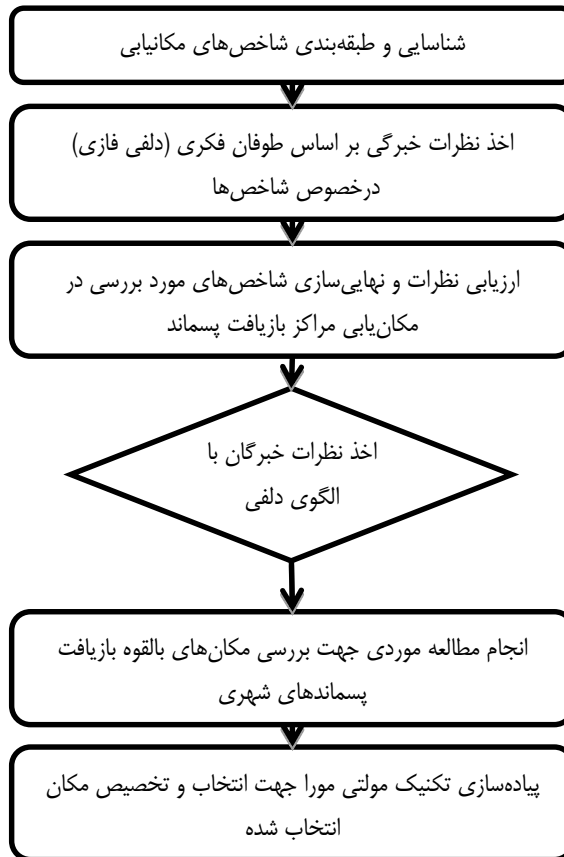 شناسایی و طبقه‌بندی شاخص‌های مکانیابی
اخذ نظرات خبرگی بر اساس طوفان فکری (دلفی فازی)
درخصوص شاخص‌ها
ارزیابی نظرات و نهایی‌سازی شاخص‌های مورد بررسی در
مکان‌یابی مراکز بازیافت پسماند
اخذ نظرات خبرگان با
الگوی دلفی
انجام مطالعه موردی جهت بررسی مکان‌های بالقوه بازیافت
پسماندهای شهری
پیاده‌سازی تکنیک مولتی مورا جهت انتخاب و تخصیص مکان
انتخاب شده